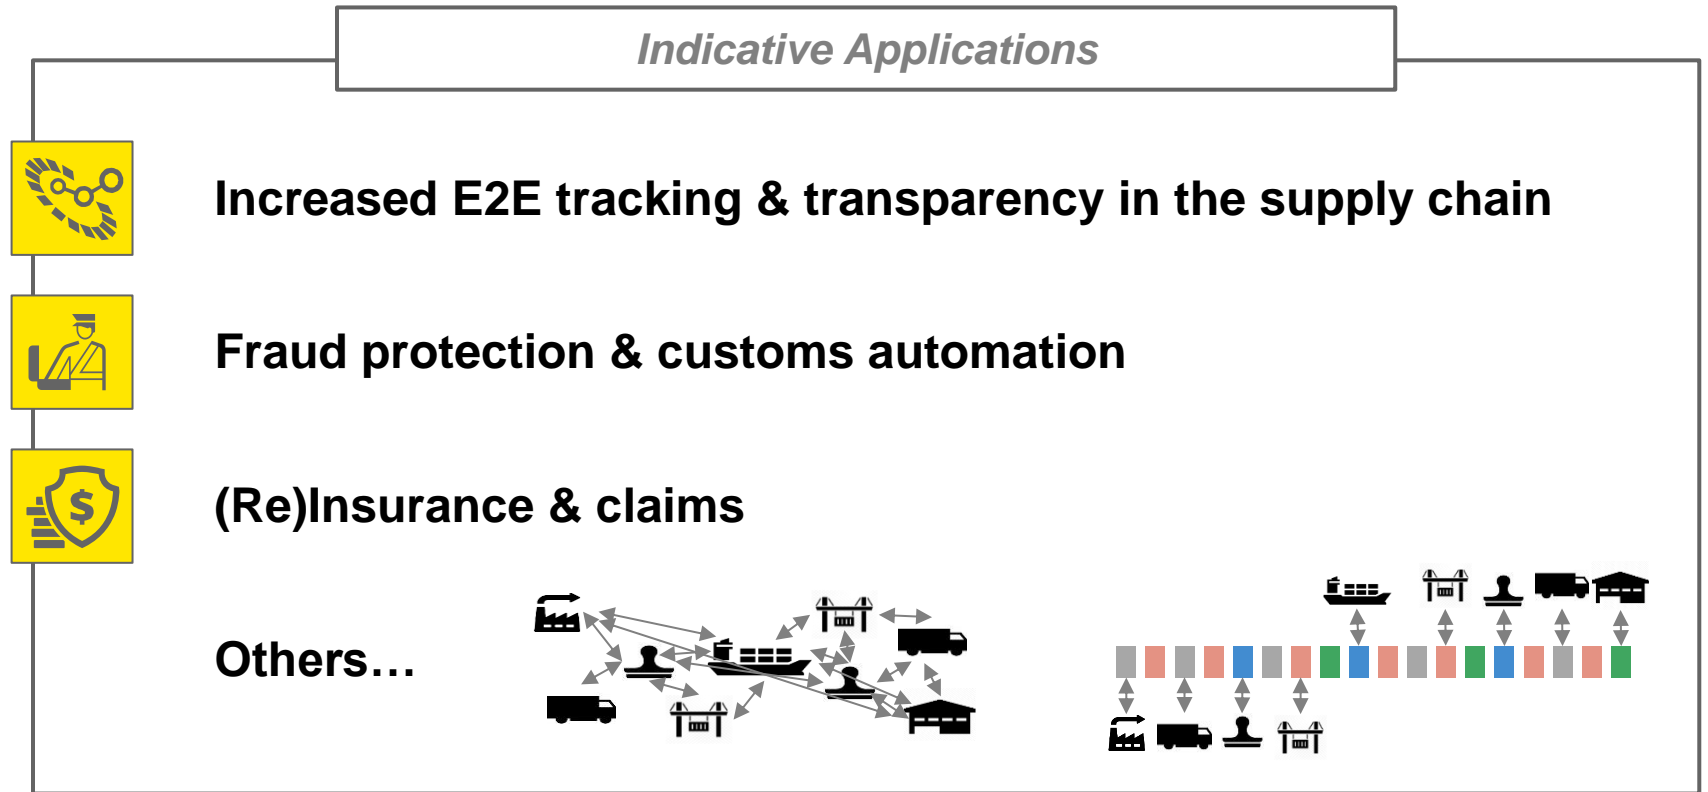 Indicative Applications
Increased E2E tracking & transparency in the supply chain
Fraud protection & customs automation
$
(Re)Insurance & claims
Others…